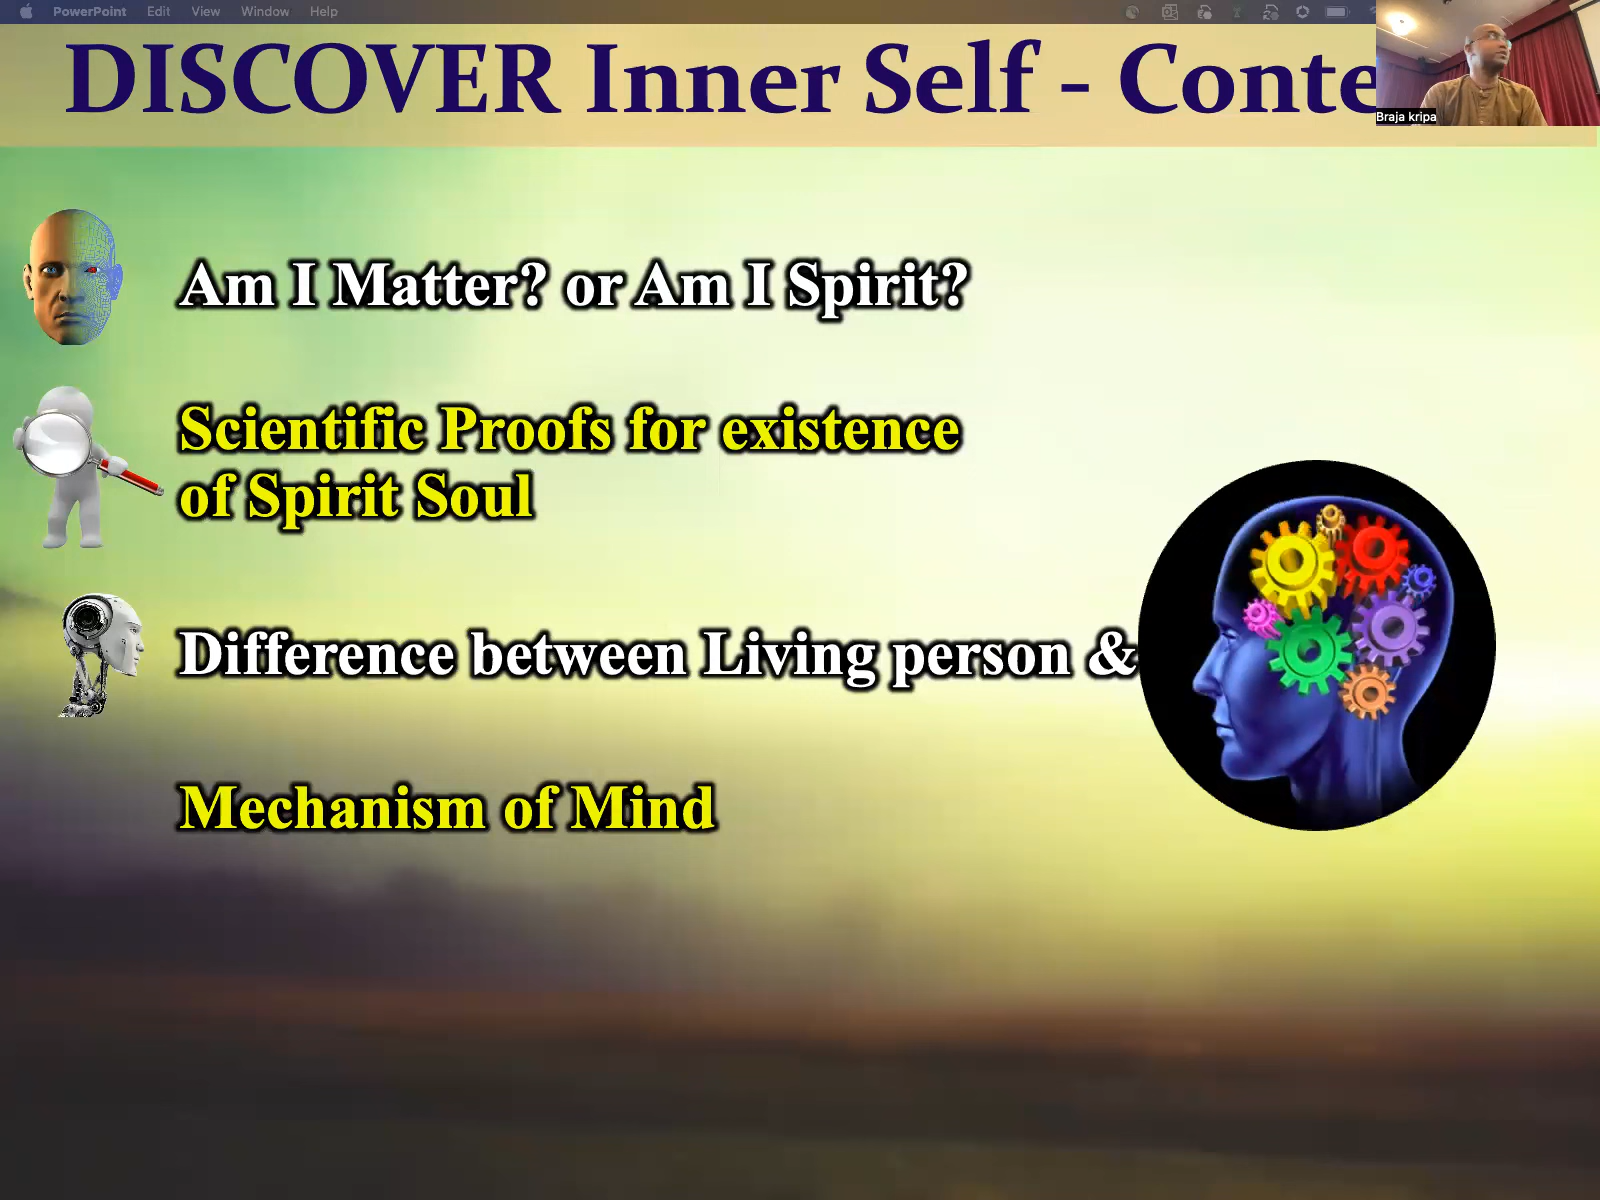 PowerPoint Edit View Window Help
DISCOVER Inner Self - Conte
Braja kripa
Am I Matter? or Am I Spirit?
Scientific Proofs for existence
of Spirit Soul
Difference between Living person &
Mechanism of Mind